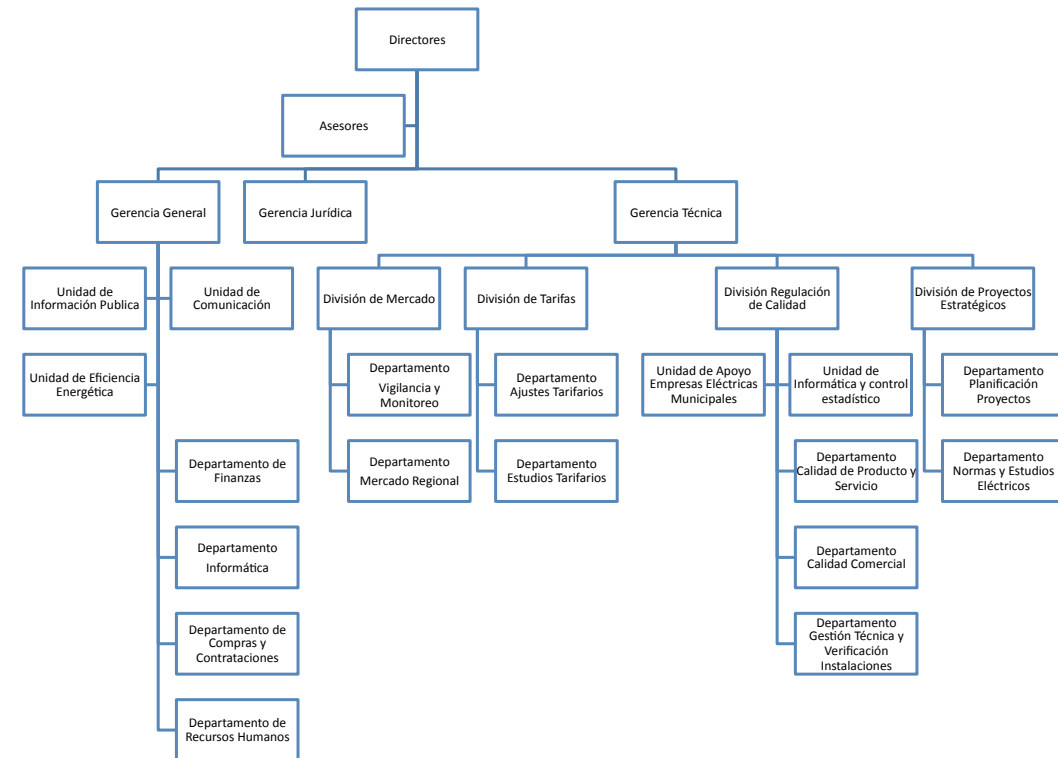 Directores
Asesores
Gerencia General
Gerencia Jurídica
Gerencia Técnica
Unidad de
Información Publica
Unidad de
Comunicación
Unidad de Eficiencia
Energética
Departamento de
Finanzas
Departamento
Informática
Departamento de
Compras y
Contrataciones
Departamento de
Recursos Humanos
División de Mercado
Departamento
Vigilancia y
Monitoreo
Departamento
Mercado Regional
División de Tarifas
Departamento
Ajustes Tarifarios
Departamento
Estudios Tarifarios
División Regulación
de Calidad
Unidad de Apoyo
Empresas Eléctricas
Municipales
Unidad de
Informática y control
estadístico
Departamento
Calidad de Producto y
Servicio
Departamento
Calidad Comercial
Departamento
Gestión Técnica y
Verificación
Instalaciones
División de Proyectos
Estratégicos
Departamento
Planificación
Proyectos
Departamento
Normas y Estudios
Eléctricos